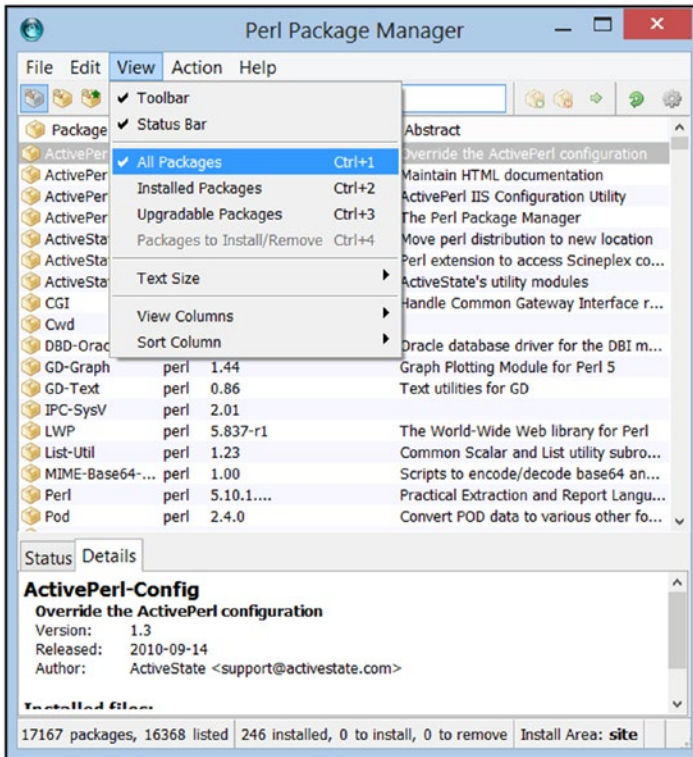 Perl Package Manager
File Edit View Action Help
Toolbar
Status Bar
All Packages Ctrl+1
Installed Packages Ctrl+2
Upgradable Packages Ctrl+3
Packages to Install/Remove Ctrl+4
Text Size
View Columns
Sort Column
Package Abstract
ActivePer Override the ActivePerl configuration
ActivePer Maintain HTML documentation
ActivePer ActivePerl IIS Configuration Utility
ActivePer The Perl Package Manager
ActiveSta Move perl distribution to new location
ActiveSta Perl extension to access Scineplex co...
ActiveSta ActiveState's utility modules
CGI Handle Common Gateway Interface r...
Cwd
DBD-Orac Oracle database driver for the DBI m...
GD-Graph perl 1.44 Graph Plotting Module for Perl 5
GD-Text perl 0.86 Text utilities for GD
IPC-SysV perl 2.01
LWP perl 5.837-r1 The World-Wide Web library for Perl
List-Util perl 1.23 Common Scalar and List utility subro...
MIME-Base64-... perl 1.00 Scripts to encode/decode base64 an...
Perl perl 5.10.1.... Practical Extraction and Report Langu...
Pod perl 2.4.0 Convert POD data to various other fo...
Status Details
ActivePerl-Config
Override the ActivePerl configuration
Version: 1.3
Released: 2010-09-14
Author: ActiveState <support@activestate.com>
Installed files:
17167 packages, 16368 listed 246 installed, 0 to install, 0 to remove Install Area: site